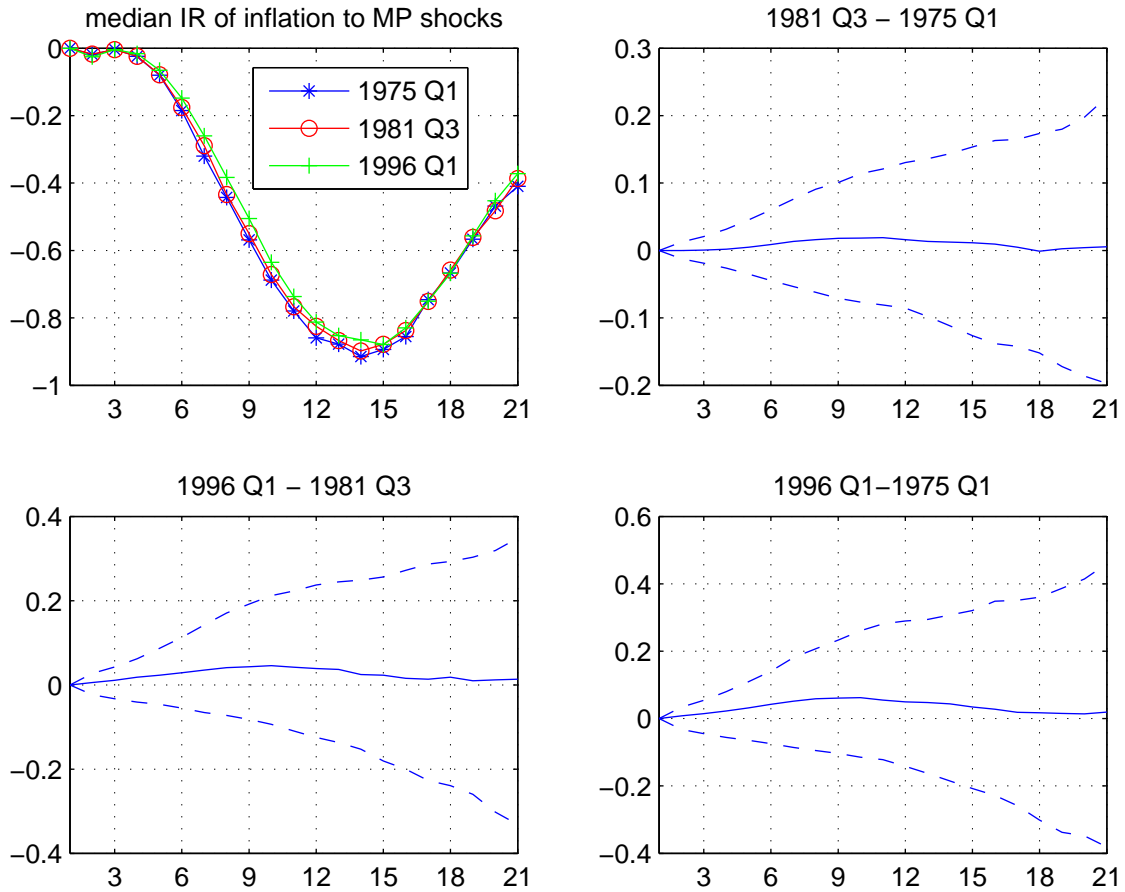 median IR of inflation to MP shocks
0
−0.2
−0.4
−0.6
−0.8
−1
3 6 9 12 15 18 21
1975 Q1
1981 Q3
1996 Q1
1981 Q3 − 1975 Q1
0.3
0.2
0.1
0
−0.1
−0.2
3 6 9 12 15 18 21
1996 Q1 − 1981 Q3
0.4
0.2
0
−0.2
−0.4
3 6 9 12 15 18 21
1996 Q1−1975 Q1
0.6
0.4
0.2
0
−0.2
−0.4
3 6 9 12 15 18 21